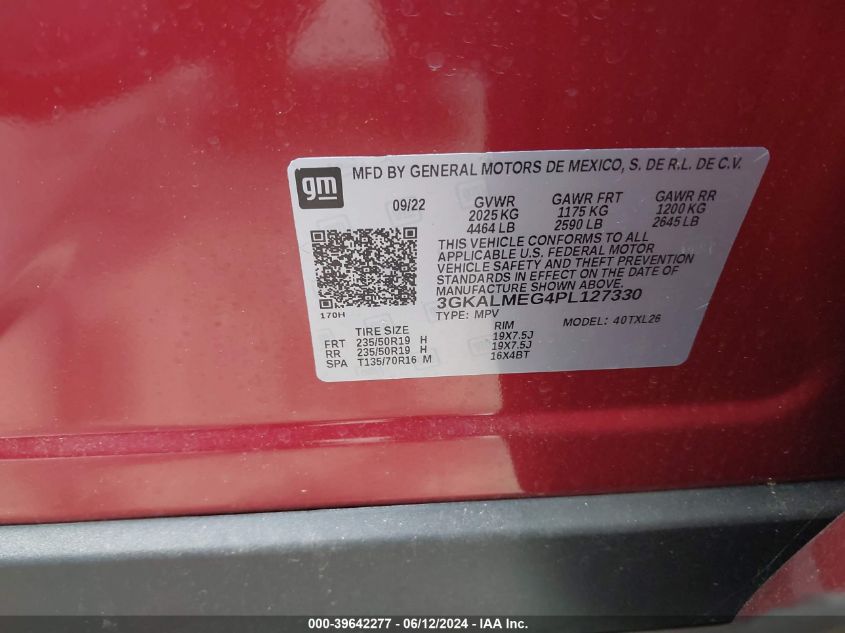 gm
MFD BY GENERAL MOTORS DE MEXICO, S. DE R.L. DE C.V.
09/22 GVWR GAWR FRT GAWR RR
2025 KG 1175 KG 1200 KG
4464 LB 2590 LB 2645 LB
THIS VEHICLE CONFORMS TO ALL
APPLICABLE U.S. FEDERAL MOTOR
VEHICLE SAFETY AND THEFT PREVENTION
STANDARDS IN EFFECT ON THE DATE OF
MANUFACTURE SHOWN ABOVE.
3GKALMEG4PL127330
170H
TYPE: MPV MODEL: 40TXL26
TIRE SIZE RIM
FRT 235/50R19 H 19X7.5J
RR 235/50R19 H 19X7.5J
SPA T135/70R16 M 16X4BT
000-39642277 - 06/12/2024 - IAA Inc.